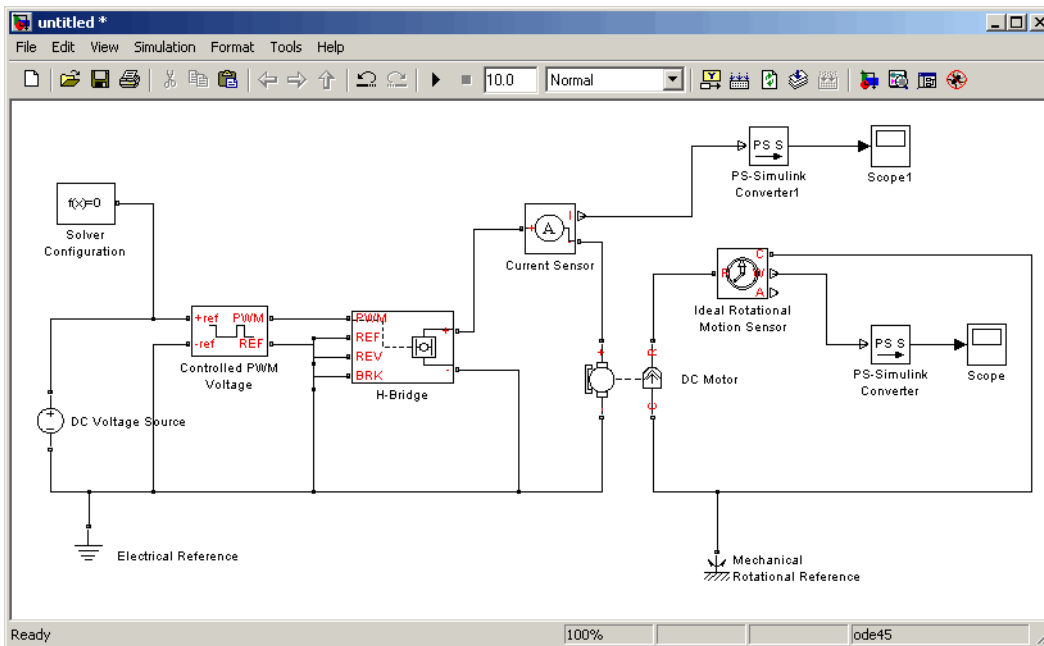 untitled *
File Edit View Simulation Format Tools Help
10.0 Normal
PS S
PS-Simulink
Converter1
Scope1
f(x)=0
Solver
Configuration
+ A I -
Current Sensor
R C W A
Ideal Rotational
Motion Sensor
+ref PWM
-ref REF
Controlled PWM
Voltage
PWM
REF
REV
BRK
+
-
H-Bridge
PS S
PS-Simulink
Converter
Scope
+ R
- C
DC Motor
+
-
DC Voltage Source
Electrical Reference
Mechanical
Rotational Reference
Ready 100% ode45